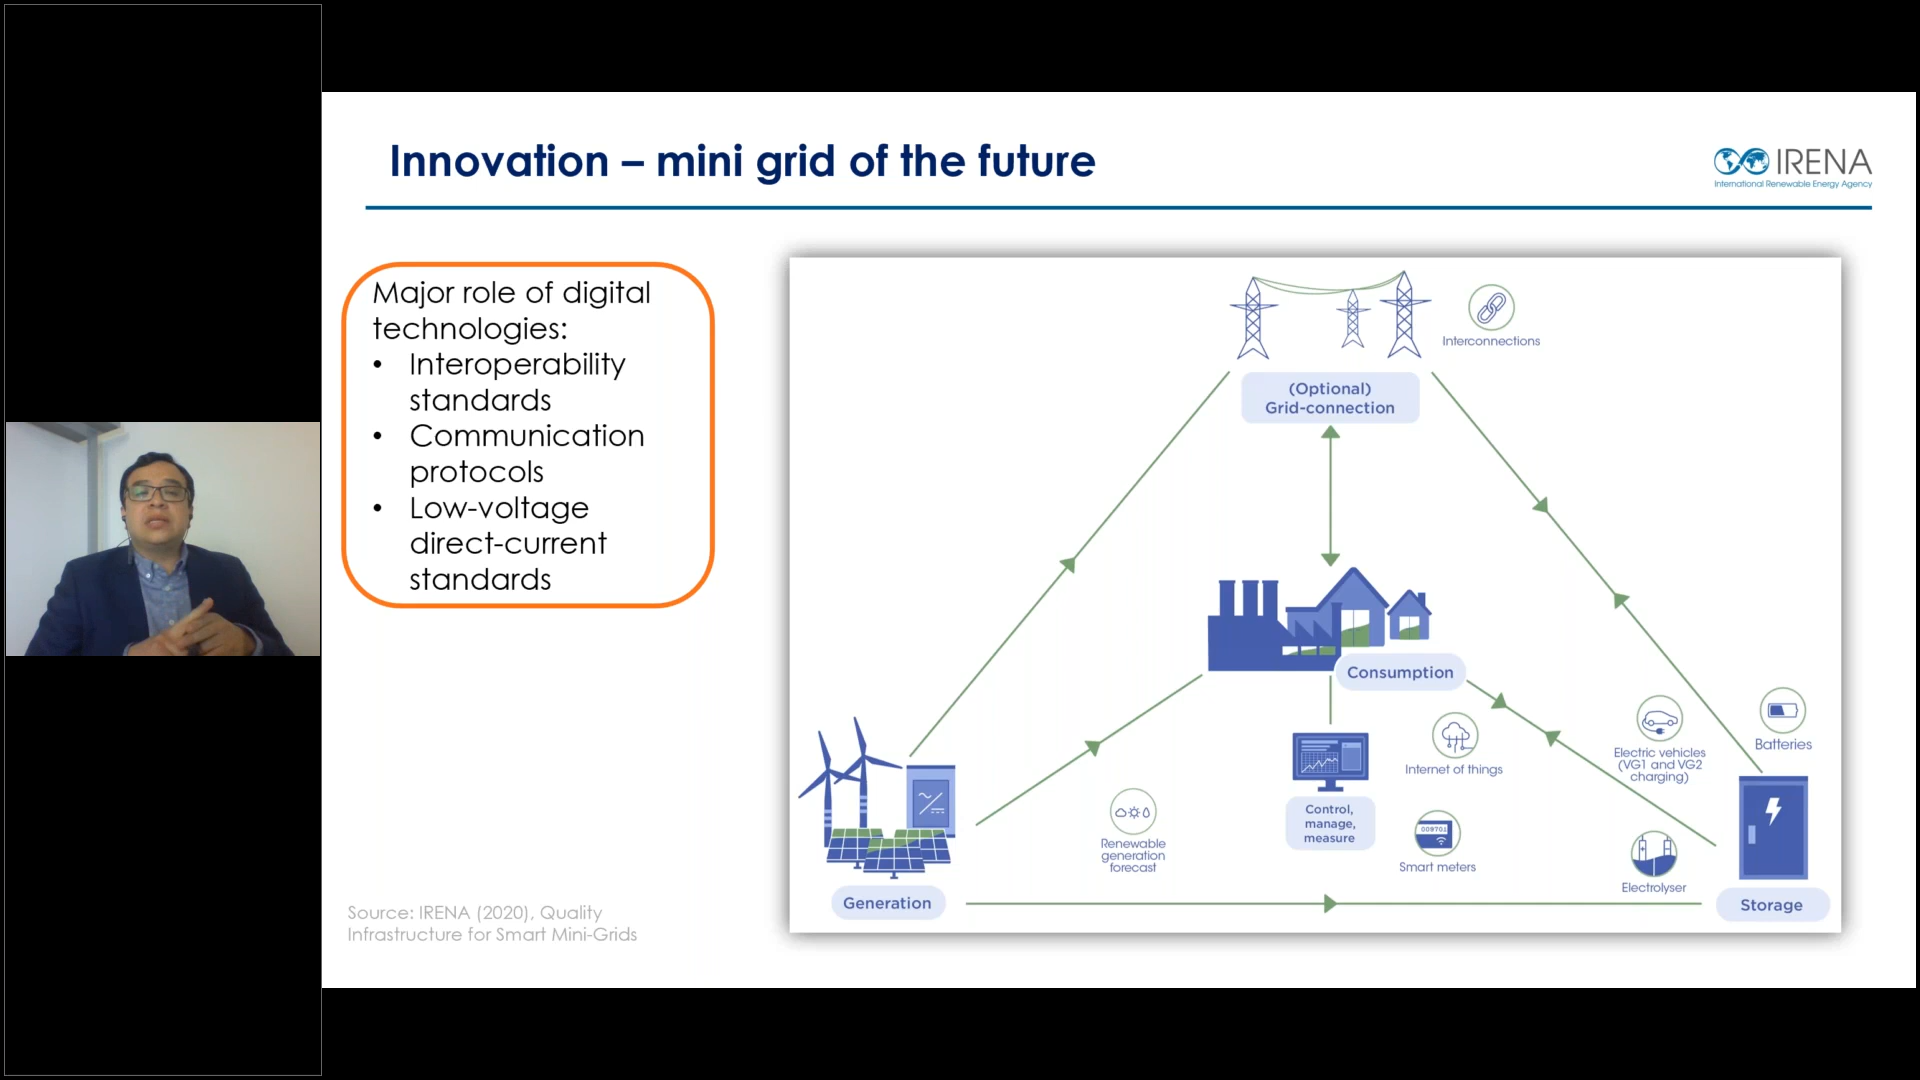 Innovation – mini grid of the future
IRENA
International Renewable Energy Agency
Major role of digital
technologies:
• Interoperability
standards
• Communication
protocols
• Low-voltage
direct-current
standards
Source: IRENA (2020), Quality
Infrastructure for Smart Mini-Grids
Interconnections
(Optional)
Grid-connection
Consumption
Control,
manage,
measure
Internet of things
Smart meters
Renewable
generation
forecast
Electric vehicles
(VG1 and VG2
charging)
Batteries
Electrolyser
Generation
Storage